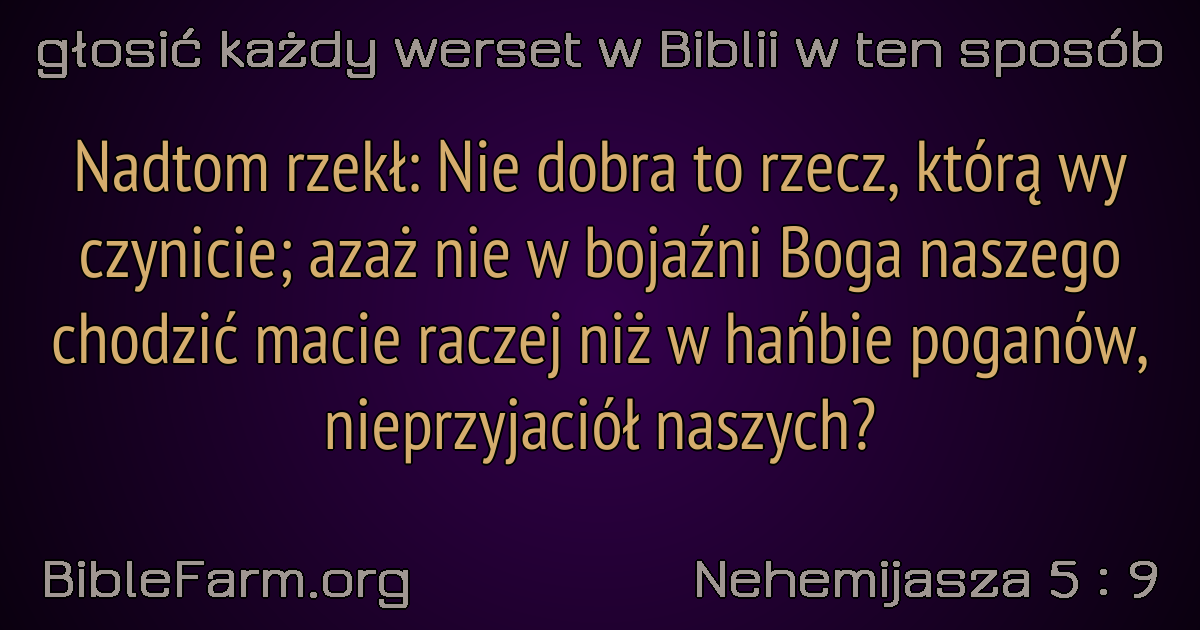 głosić każdy werset w Biblii w ten sposób
Nadtom rzekł: Nie dobra to rzecz, którą wy
czynicie; azaż nie w bojaźni Boga naszego
chodzić macie raczej niż w hańbie poganów,
nieprzyjaciół naszych?
BibleFarm.org
Nehemijasza 5 : 9